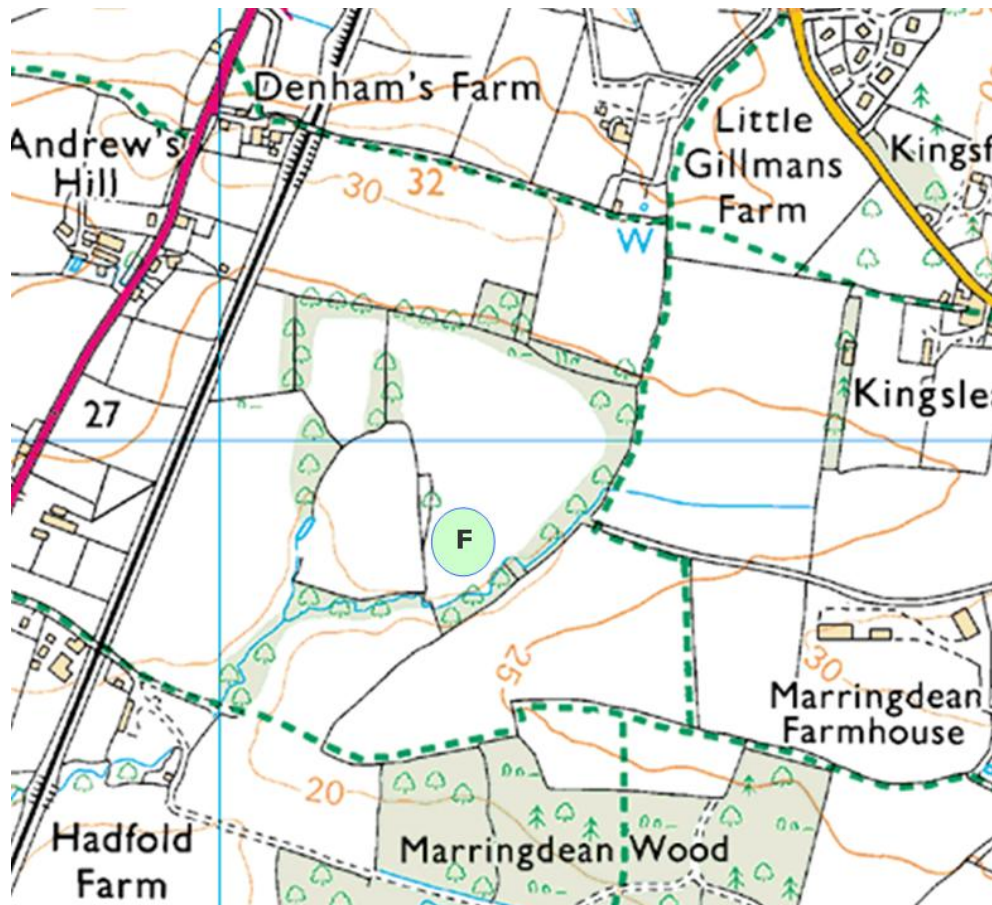 Denham's Farm
Andrew's
Hill
Little
Gillmans
Farm
Kingsf
30
32
W
27
Kingsle
F
25
30
Marringdean
Farmhouse
20
Hadfold
Farm
Marringdean Wood